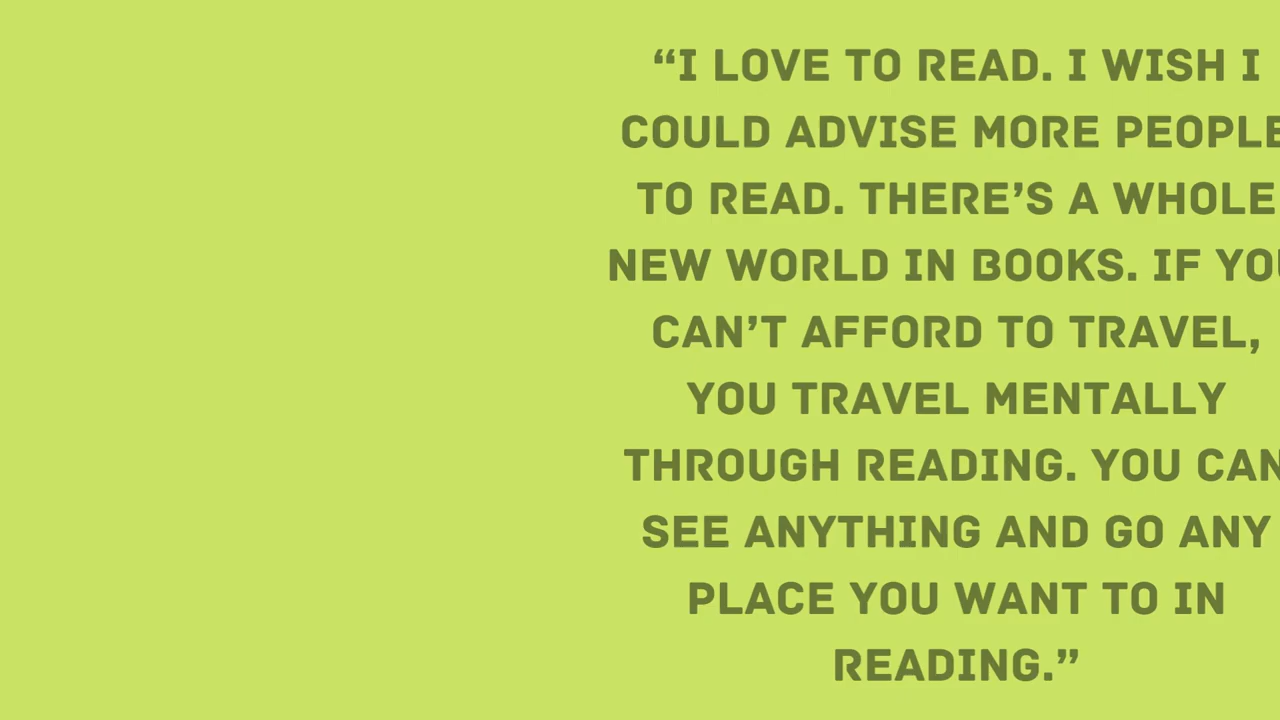 “I LOVE TO READ. I WISH I
COULD ADVISE MORE PEOPLE
TO READ. THERE’S A WHOLE
NEW WORLD IN BOOKS. IF YOU
CAN’T AFFORD TO TRAVEL,
YOU TRAVEL MENTALLY
THROUGH READING. YOU CAN
SEE ANYTHING AND GO ANY
PLACE YOU WANT TO IN
READING.”